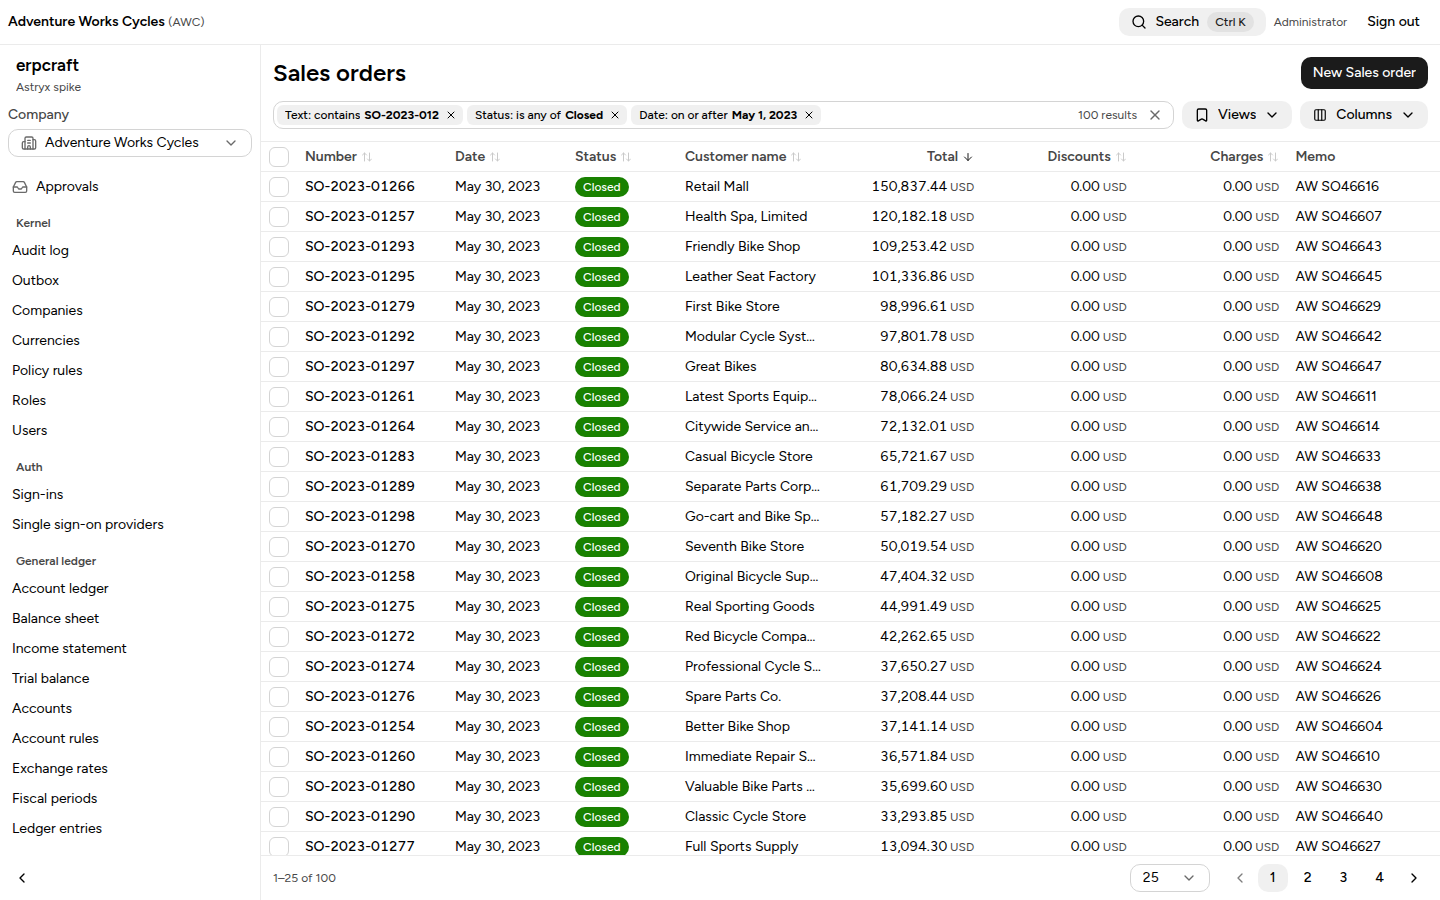 Adventure Works Cycles (AWC)
Search Ctrl K Administrator Sign out
erpcraft
Astryx spike
Company
Adventure Works Cycles
Approvals
Kernel
Audit log
Outbox
Companies
Currencies
Policy rules
Roles
Users
Auth
Sign-ins
Single sign-on providers
General ledger
Account ledger
Balance sheet
Income statement
Trial balance
Accounts
Account rules
Exchange rates
Fiscal periods
Ledger entries
Sales orders
New Sales order
Text: contains SO-2023-012 Status: is any of Closed Date: on or after May 1, 2023 100 results Views Columns
Number Date Status Customer name Total Discounts Charges Memo
SO-2023-01266 May 30, 2023 Closed Retail Mall 150,837.44 USD 0.00 USD 0.00 USD AW SO46616
SO-2023-01257 May 30, 2023 Closed Health Spa, Limited 120,182.18 USD 0.00 USD 0.00 USD AW SO46607
SO-2023-01293 May 30, 2023 Closed Friendly Bike Shop 109,253.42 USD 0.00 USD 0.00 USD AW SO46643
SO-2023-01295 May 30, 2023 Closed Leather Seat Factory 101,336.86 USD 0.00 USD 0.00 USD AW SO46645
SO-2023-01279 May 30, 2023 Closed First Bike Store 98,996.61 USD 0.00 USD 0.00 USD AW SO46629
SO-2023-01292 May 30, 2023 Closed Modular Cycle Syst... 97,801.78 USD 0.00 USD 0.00 USD AW SO46642
SO-2023-01297 May 30, 2023 Closed Great Bikes 80,634.88 USD 0.00 USD 0.00 USD AW SO46647
SO-2023-01261 May 30, 2023 Closed Latest Sports Equip... 78,066.24 USD 0.00 USD 0.00 USD AW SO46611
SO-2023-01264 May 30, 2023 Closed Citywide Service an... 72,132.01 USD 0.00 USD 0.00 USD AW SO46614
SO-2023-01283 May 30, 2023 Closed Casual Bicycle Store 65,721.67 USD 0.00 USD 0.00 USD AW SO46633
SO-2023-01289 May 30, 2023 Closed Separate Parts Corp... 61,709.29 USD 0.00 USD 0.00 USD AW SO46638
SO-2023-01298 May 30, 2023 Closed Go-cart and Bike Sp... 57,182.27 USD 0.00 USD 0.00 USD AW SO46648
SO-2023-01270 May 30, 2023 Closed Seventh Bike Store 50,019.54 USD 0.00 USD 0.00 USD AW SO46620
SO-2023-01258 May 30, 2023 Closed Original Bicycle Sup... 47,404.32 USD 0.00 USD 0.00 USD AW SO46608
SO-2023-01275 May 30, 2023 Closed Real Sporting Goods 44,991.49 USD 0.00 USD 0.00 USD AW SO46625
SO-2023-01272 May 30, 2023 Closed Red Bicycle Compa... 42,262.65 USD 0.00 USD 0.00 USD AW SO46622
SO-2023-01274 May 30, 2023 Closed Professional Cycle S... 37,650.27 USD 0.00 USD 0.00 USD AW SO46624
SO-2023-01276 May 30, 2023 Closed Spare Parts Co. 37,208.44 USD 0.00 USD 0.00 USD AW SO46626
SO-2023-01254 May 30, 2023 Closed Better Bike Shop 37,141.14 USD 0.00 USD 0.00 USD AW SO46604
SO-2023-01260 May 30, 2023 Closed Immediate Repair S... 36,571.84 USD 0.00 USD 0.00 USD AW SO46610
SO-2023-01280 May 30, 2023 Closed Valuable Bike Parts ... 35,699.60 USD 0.00 USD 0.00 USD AW SO46630
SO-2023-01290 May 30, 2023 Closed Classic Cycle Store 33,293.85 USD 0.00 USD 0.00 USD AW SO46640
SO-2023-01277 May 30, 2023 Closed Full Sports Supply 13,094.30 USD 0.00 USD 0.00 USD AW SO46627
1–25 of 100 25 1 2 3 4